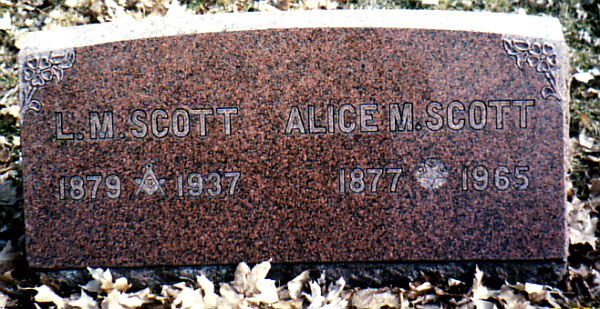 L. M. SCOTT ALICE M. SCOTT
1879 1937 1877 1965